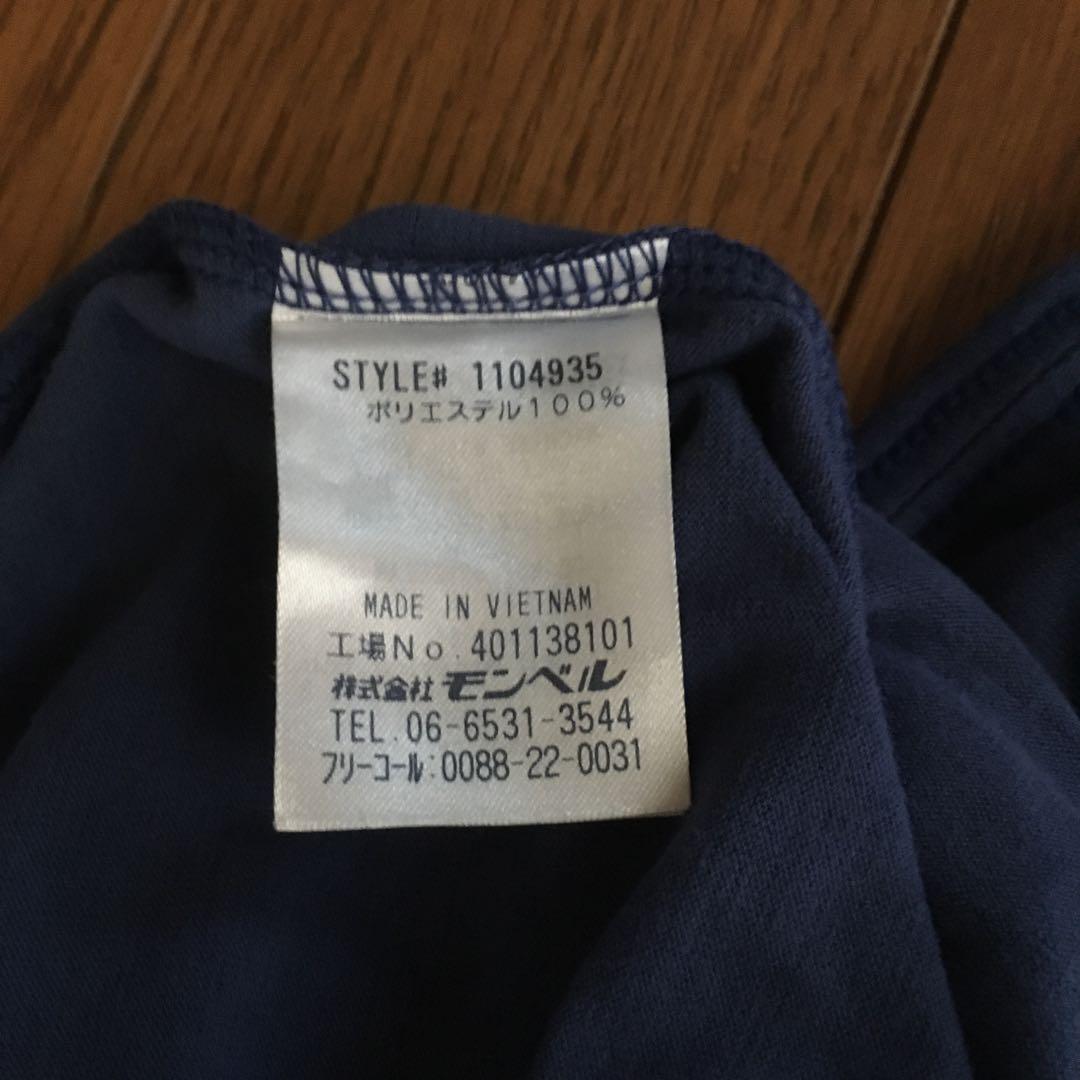 STYLE# 1104935
ポリエステル100%
MADE IN VIETNAM
工場No.401138101
株式会社モンベル
TEL.06-6531-3544
フリーコール:0088-22-0031